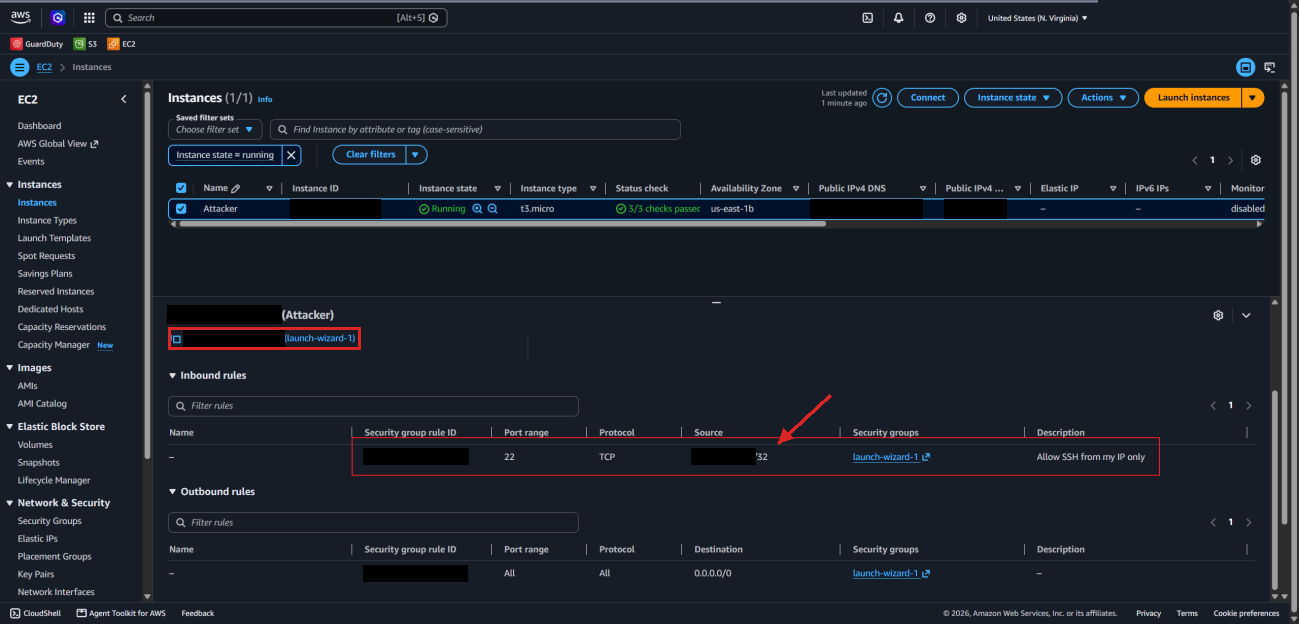 aws
Search [Alt+S]
United States (N. Virginia)
GuardDuty S3 EC2
EC2 Instances
EC2
Dashboard
AWS Global View
Events
Instances
Instances
Instance Types
Launch Templates
Spot Requests
Savings Plans
Reserved Instances
Dedicated Hosts
Capacity Reservations
Capacity Manager New
Images
AMIs
AMI Catalog
Elastic Block Store
Volumes
Snapshots
Lifecycle Manager
Network & Security
Security Groups
Elastic IPs
Placement Groups
Key Pairs
Network Interfaces
Instances (1/1) Info
Last updated
1 minute ago
Connect Instance state Actions Launch instances
Saved filter sets
Choose filter set Find Instance by attribute or tag (case-sensitive)
Instance state = running Clear filters
1
Name Instance ID Instance state Instance type Status check Availability Zone Public IPv4 DNS Public IPv4 ... Elastic IP IPv6 IPs Monitor
Attacker Running t3.micro 3/3 checks passec us-east-1b – – disabled
(Attacker)
(launch-wizard-1)
Inbound rules
Filter rules 1
Name Security group rule ID Port range Protocol Source Security groups Description
– 22 TCP /32 launch-wizard-1 Allow SSH from my IP only
Outbound rules
Filter rules 1
Name Security group rule ID Port range Protocol Destination Security groups Description
– All All 0.0.0.0/0 launch-wizard-1 –
CloudShell Agent Toolkit for AWS Feedback © 2026, Amazon Web Services, Inc. or its affiliates. Privacy Terms Cookie preferences